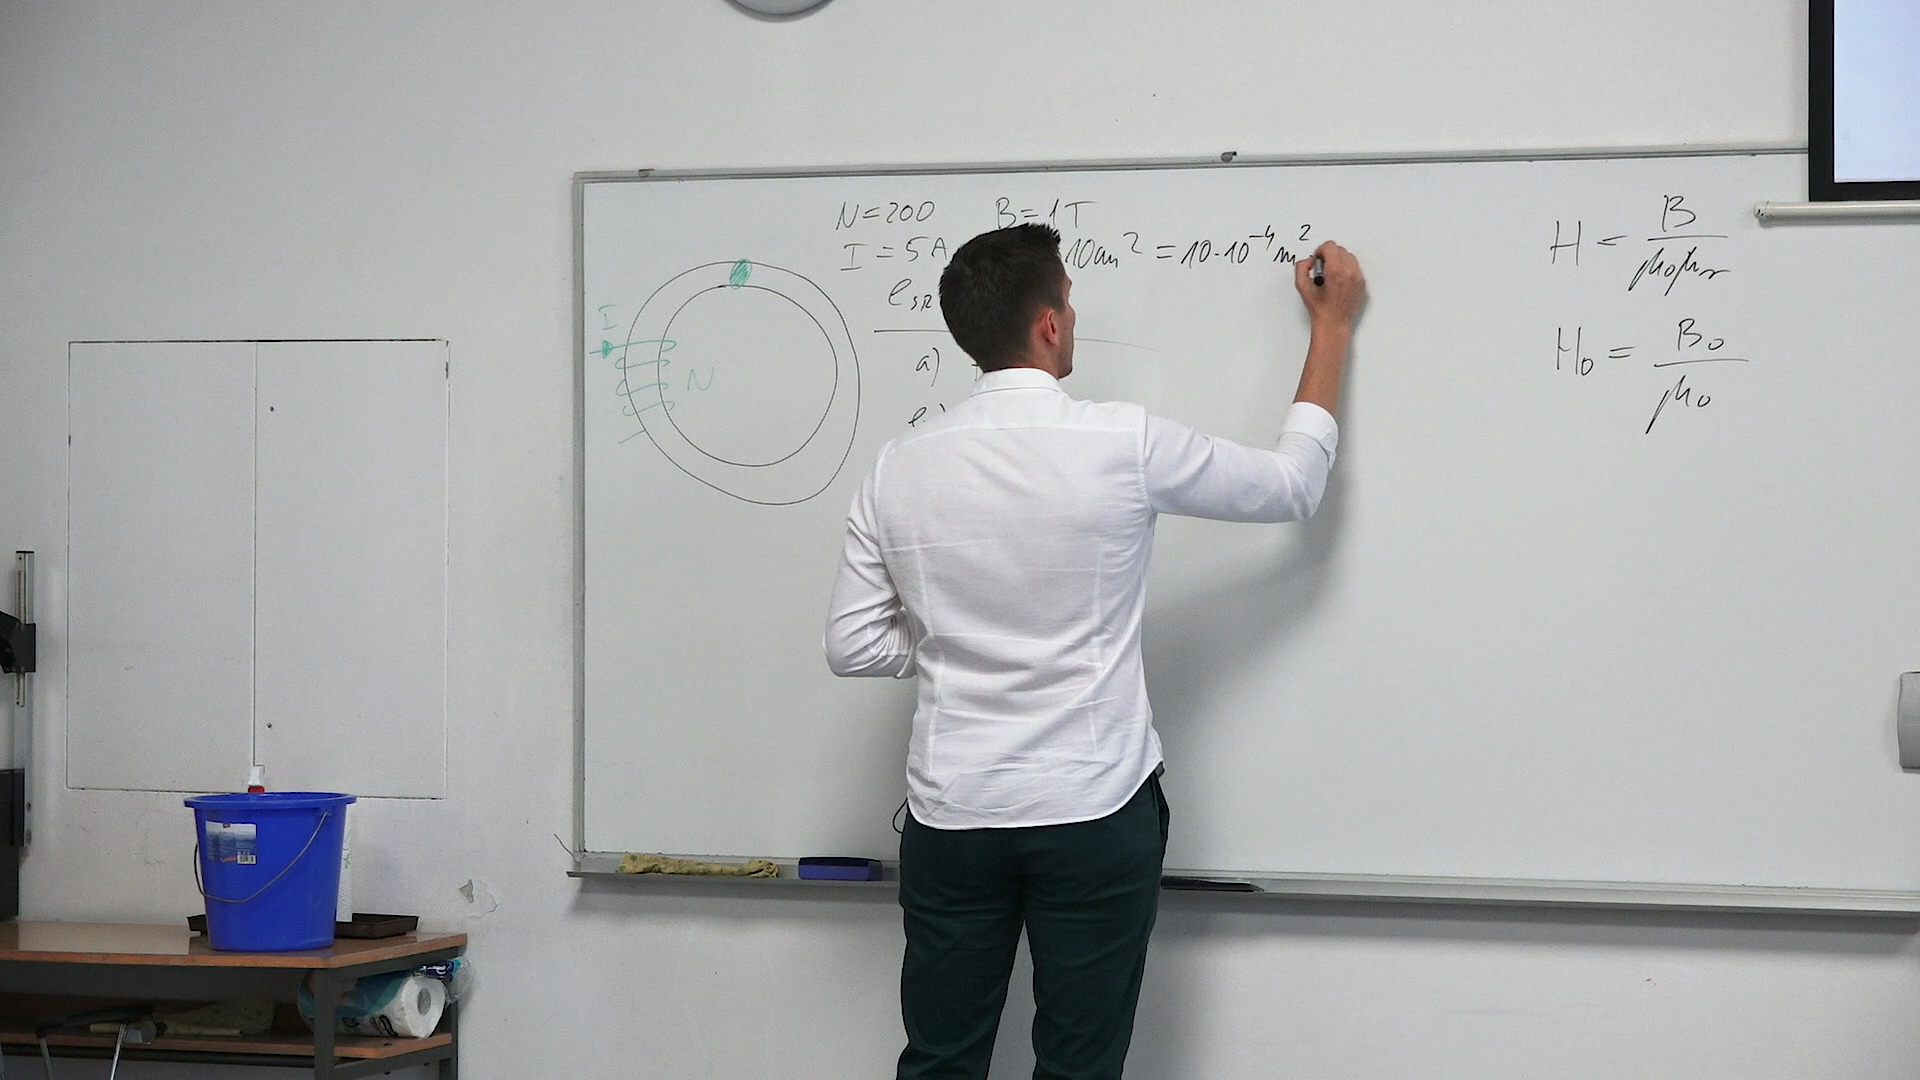 N=200 B=1T
I=5A 10cm² = 10·10⁻⁴m²
l_SR
a)
I
N
H = B/μ₀μᵣ
H₀ = B₀/μ₀